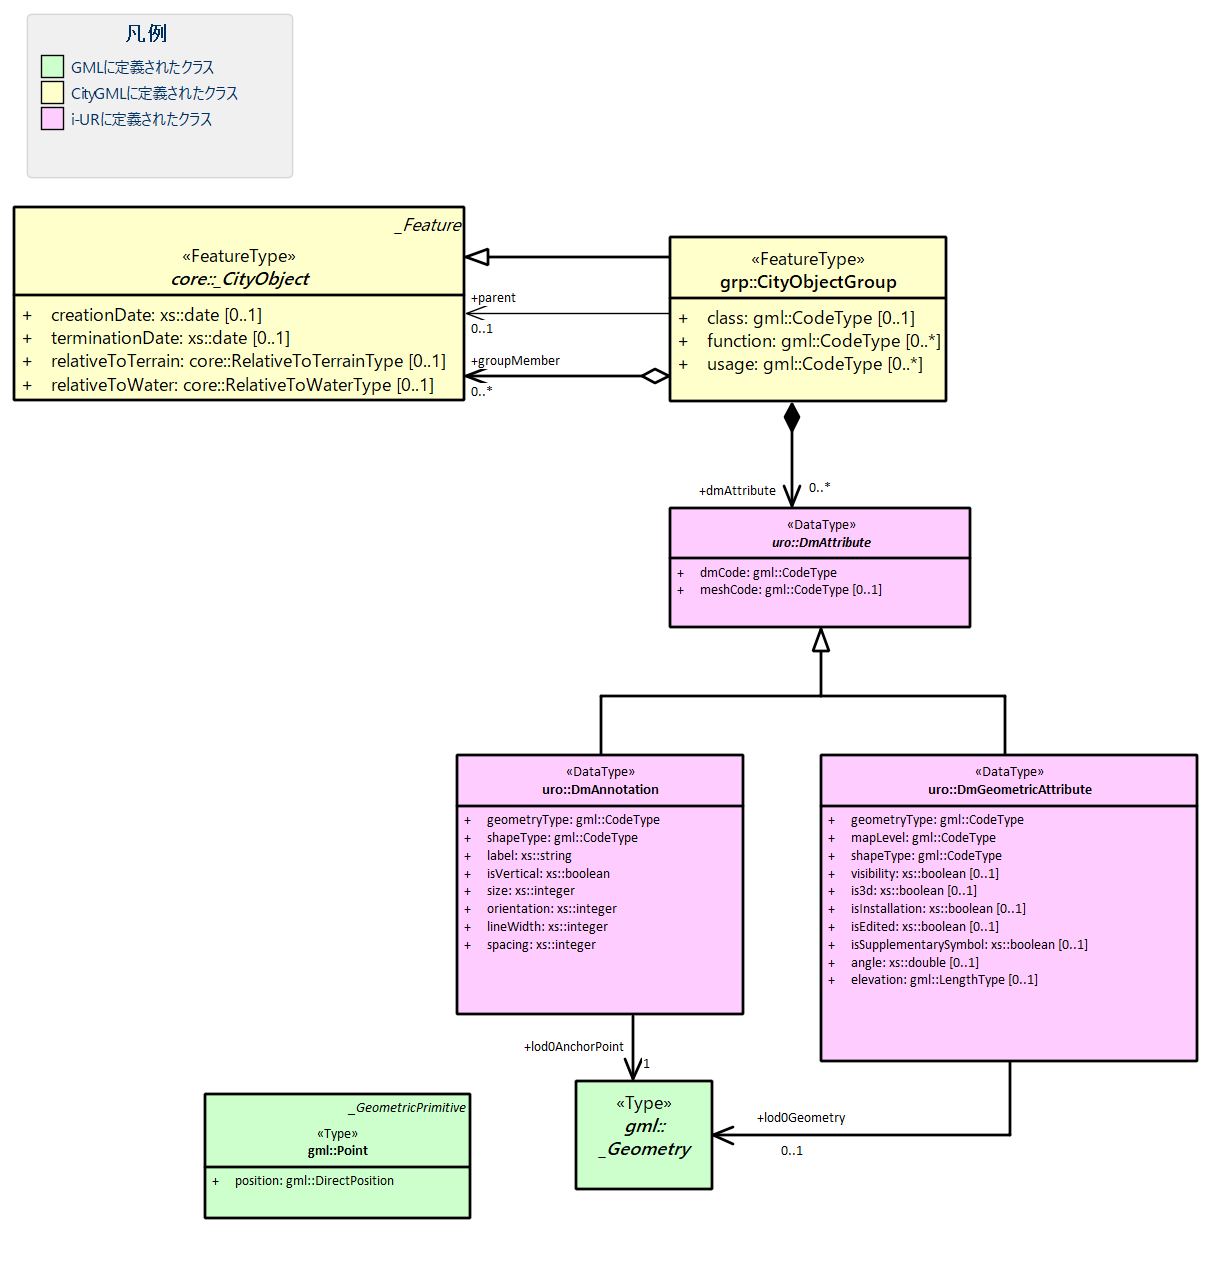 凡例
GMLに定義されたクラス
CityGMLに定義されたクラス
i-URに定義されたクラス
_Feature
«FeatureType»
core::_CityObject
+ creationDate: xs::date [0..1]
+ terminationDate: xs::date [0..1]
+ relativeToTerrain: core::RelativeToTerrainType [0..1]
+ relativeToWater: core::RelativeToWaterType [0..1]
+parent
0..1
+groupMember
0..*
«FeatureType»
grp::CityObjectGroup
+ class: gml::CodeType [0..1]
+ function: gml::CodeType [0..*]
+ usage: gml::CodeType [0..*]
+dmAttribute
0..*
«DataType»
uro::DmAttribute
+ dmCode: gml::CodeType
+ meshCode: gml::CodeType [0..1]
«DataType»
uro::DmAnnotation
+ geometryType: gml::CodeType
+ shapeType: gml::CodeType
+ label: xs::string
+ isVertical: xs::boolean
+ size: xs::integer
+ orientation: xs::integer
+ lineWidth: xs::integer
+ spacing: xs::integer
«DataType»
uro::DmGeometricAttribute
+ geometryType: gml::CodeType
+ mapLevel: gml::CodeType
+ shapeType: gml::CodeType
+ visibility: xs::boolean [0..1]
+ is3d: xs::boolean [0..1]
+ isInstallation: xs::boolean [0..1]
+ isEdited: xs::boolean [0..1]
+ isSupplementarySymbol: xs::boolean [0..1]
+ angle: xs::double [0..1]
+ elevation: gml::LengthType [0..1]
+lod0AnchorPoint
1
_GeometricPrimitive
«Type»
gml::Point
+ position: gml::DirectPosition
«Type»
gml::
_Geometry
+lod0Geometry
0..1